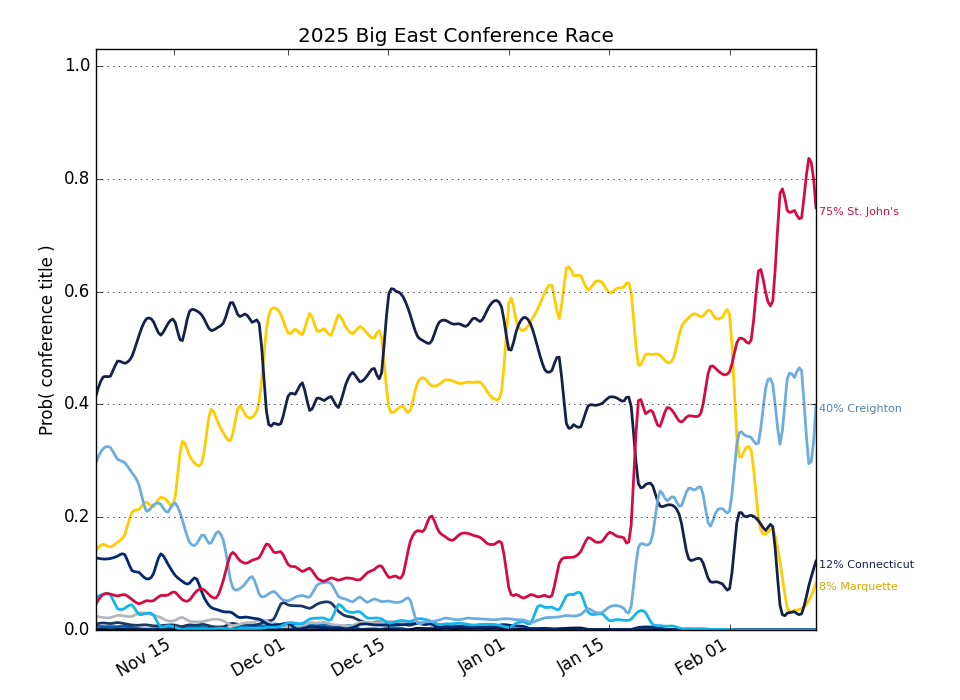 2025 Big East Conference Race
Prob( conference title )
1.0
0.8
0.6
0.4
0.2
0.0
75% St. John's
40% Creighton
12% Connecticut
8% Marquette
Nov 15
Dec 01
Dec 15
Jan 01
Jan 15
Feb 01